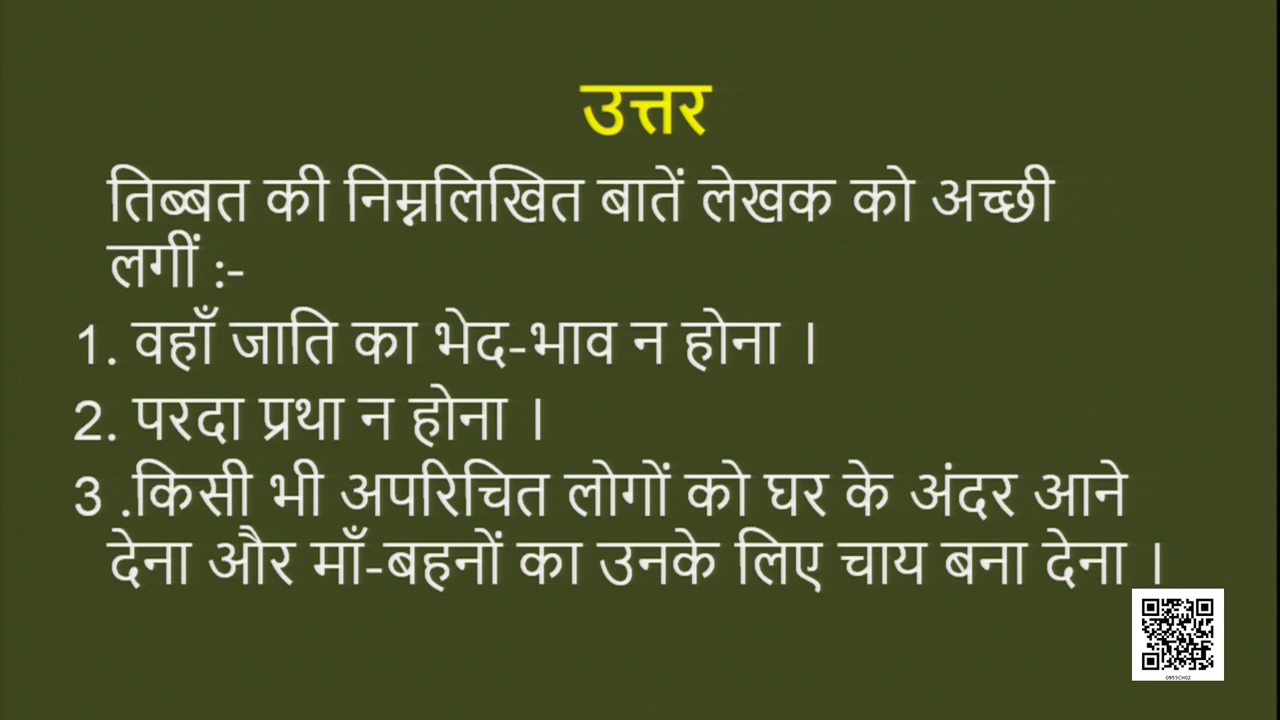 उत्तर
तिब्बत की निम्नलिखित बातें लेखक को अच्छी
लगीं :-
1. वहाँ जाति का भेद-भाव न होना ।
2. परदा प्रथा न होना ।
3 .किसी भी अपरिचित लोगों को घर के अंदर आने
देना और माँ-बहनों का उनके लिए चाय बना देना ।
0955CH02